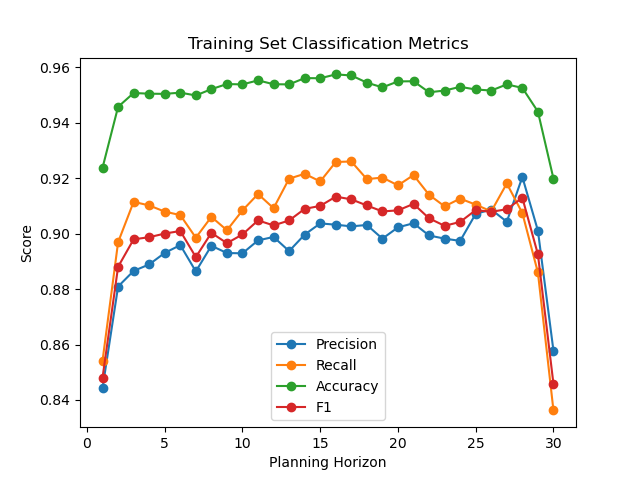 Training Set Classification Metrics
0.96
0.94
0.92
0.90
0.88
0.86
0.84
Score
Precision
Recall
Accuracy
F1
0 5 10 15 20 25 30
Planning Horizon